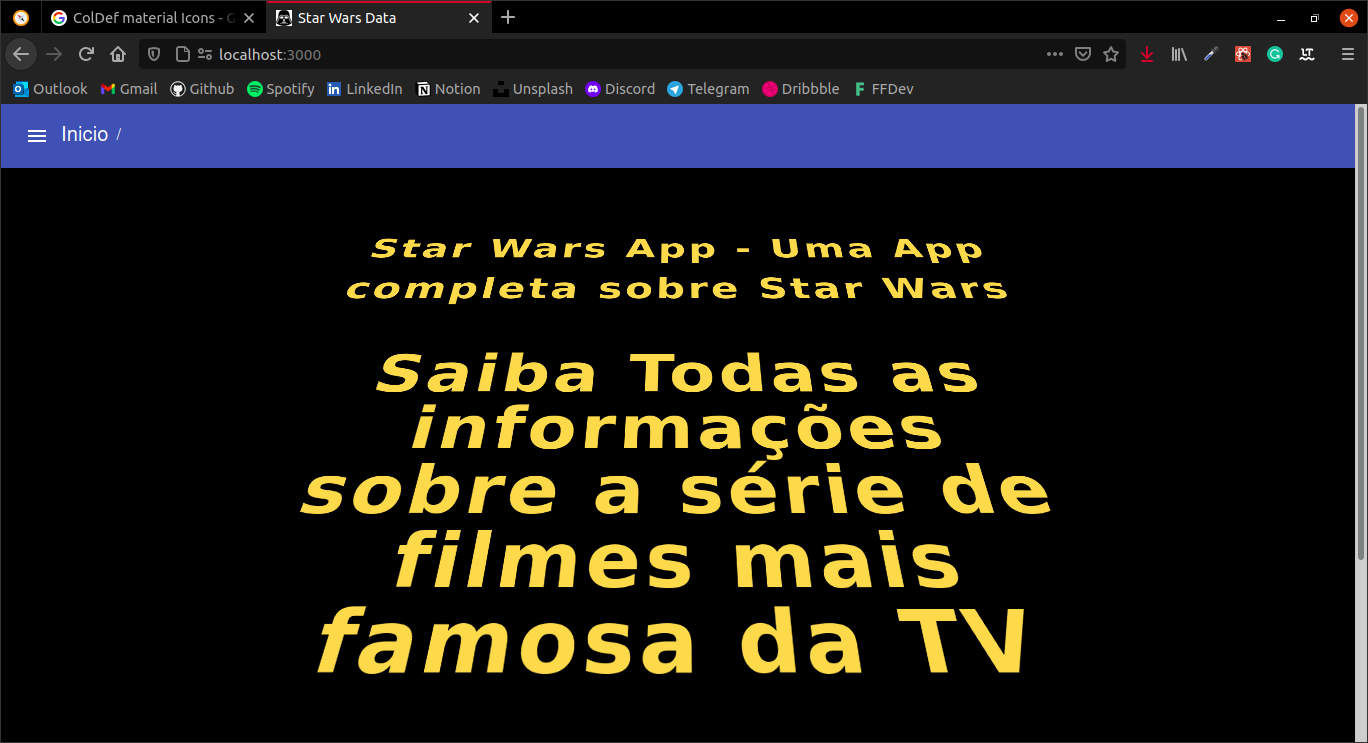 ColDef material Icons - G
Star Wars Data
localhost:3000
Outlook Gmail Github Spotify LinkedIn Notion Unsplash Discord Telegram Dribbble FFDev
Inicio /
Star Wars App - Uma App
completa sobre Star Wars
Saiba Todas as
informações
sobre a série de
filmes mais
famosa da TV